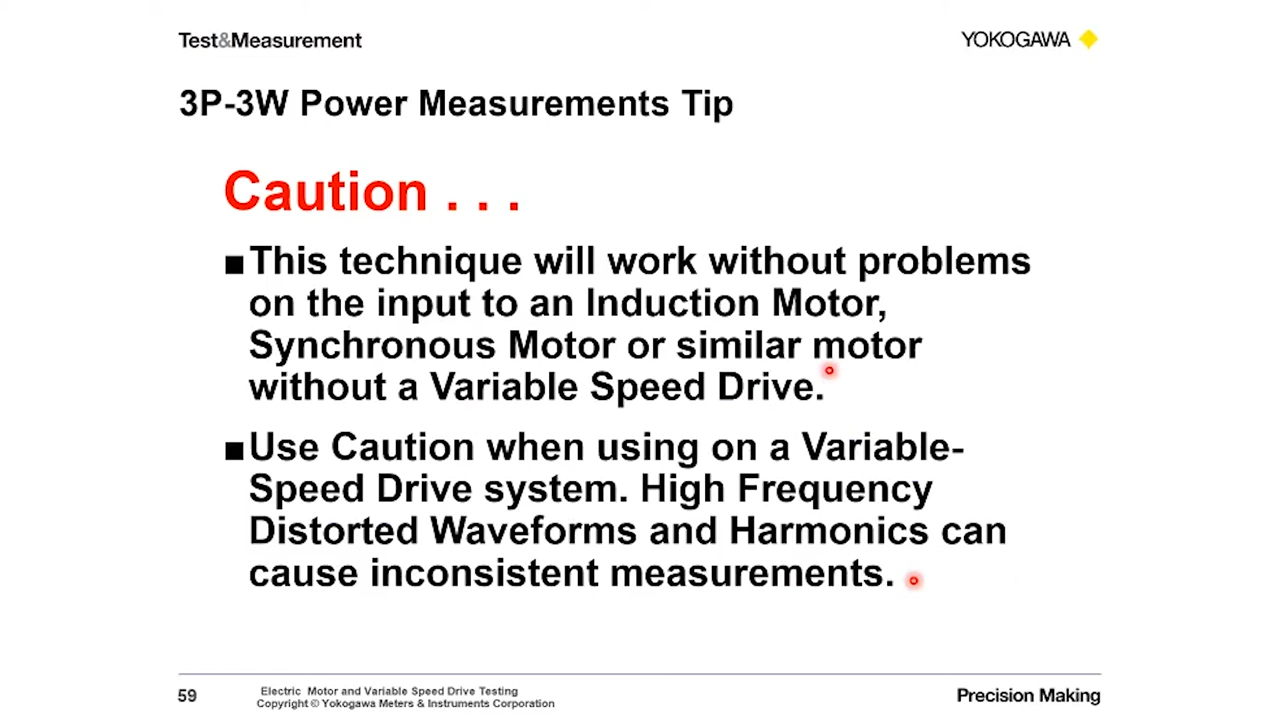 Test&Measurement
YOKOGAWA
3P-3W Power Measurements Tip
Caution . . .
■This technique will work without problems
on the input to an Induction Motor,
Synchronous Motor or similar motor
without a Variable Speed Drive.
■Use Caution when using on a Variable-
Speed Drive system. High Frequency
Distorted Waveforms and Harmonics can
cause inconsistent measurements.
59
Electric Motor and Variable Speed Drive Testing
Copyright © Yokogawa Meters & Instruments Corporation
Precision Making